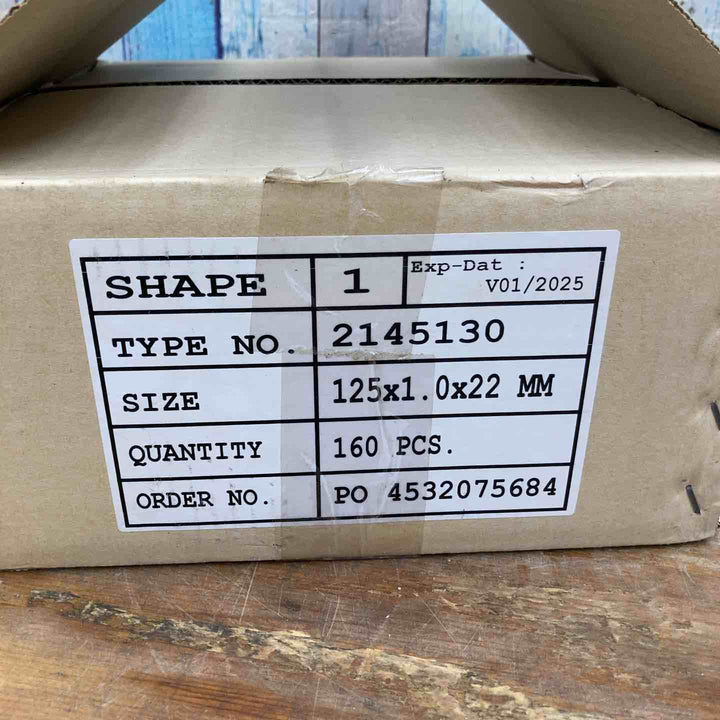 SHAPE 1 Exp-Dat :
V01/2025
TYPE NO. 2145130
SIZE 125x1.0x22 MM
QUANTITY 160 PCS.
ORDER NO. PO 4532075684